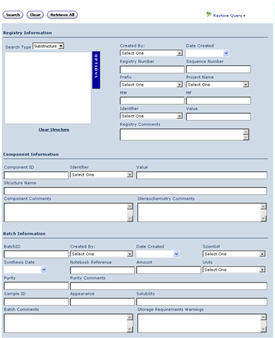 Search Clear Retrieve All Restore Query
Registry Information
Search Type Substructure Created By: Date Created
Select One
Registry Number Sequence Number
OPTIONS
Prefix Project Name
Select One Select One
MW MF
Identifier Value
Select One
Registry Comments
Clear Structure
Component Information
Component ID Identifier Value
Select One
Structure Name
Component Comments Stereochemistry Comments
Batch Information
BatchID Created By: Date Created Scientist
Select One Select One
Synthesis Date Notebook Reference Amount Units
Select One
Purity Purity Comments
Sample ID Appearance Solubility
Batch Comments Storage Requirements Warnings